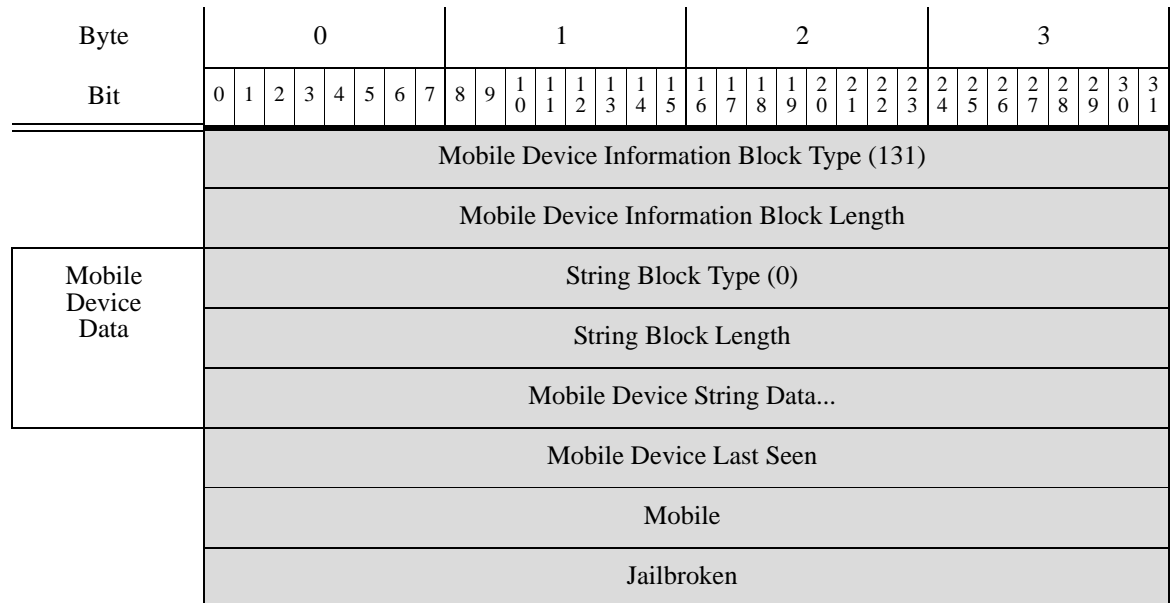 Byte 0 1 2 3
Bit 0 1 2 3 4 5 6 7 8 9 10 11 12 13 14 15 16 17 18 19 20 21 22 23 24 25 26 27 28 29 30 31
Mobile Device Information Block Type (131)
Mobile Device Information Block Length
Mobile
Device
Data
String Block Type (0)
String Block Length
Mobile Device String Data...
Mobile Device Last Seen
Mobile
Jailbroken